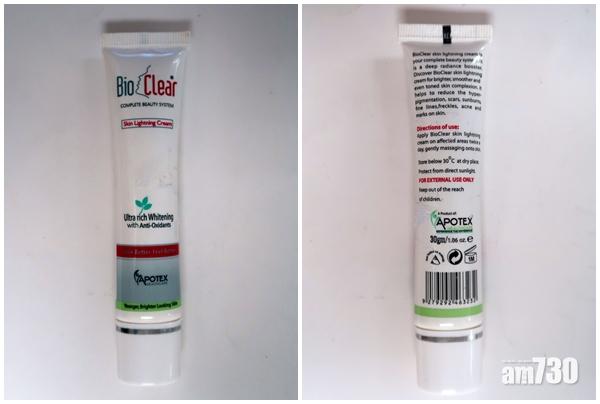 Bio Clear
COMPLETE BEAUTY SYSTEM
Skin Lightning Cream
Ultra rich Whitening
with Anti-Oxidants
APOTEX
Younger, Brighter Looking Skin
BioClear skin lightning cream is
your complete beauty system.
is a deep radiance booster.
Discover BioClear skin lightning
cream for brighter, smoother and
even toned skin complexion. It
helps to reduce the hyper-
pigmentation, scars, sunburns,
fine lines,freckles, acne and
marks on skin.
Directions of use:
Apply BioClear skin lightning
cream on affected areas twice a
day, gently massaging onto skin.
Store below 30°C at dry place.
Protect from direct sunlight.
FOR EXTERNAL USE ONLY
Keep out of the reach
of children.
A Product of:
APOTEX
30gm/1.06 oz. e
1M
am730